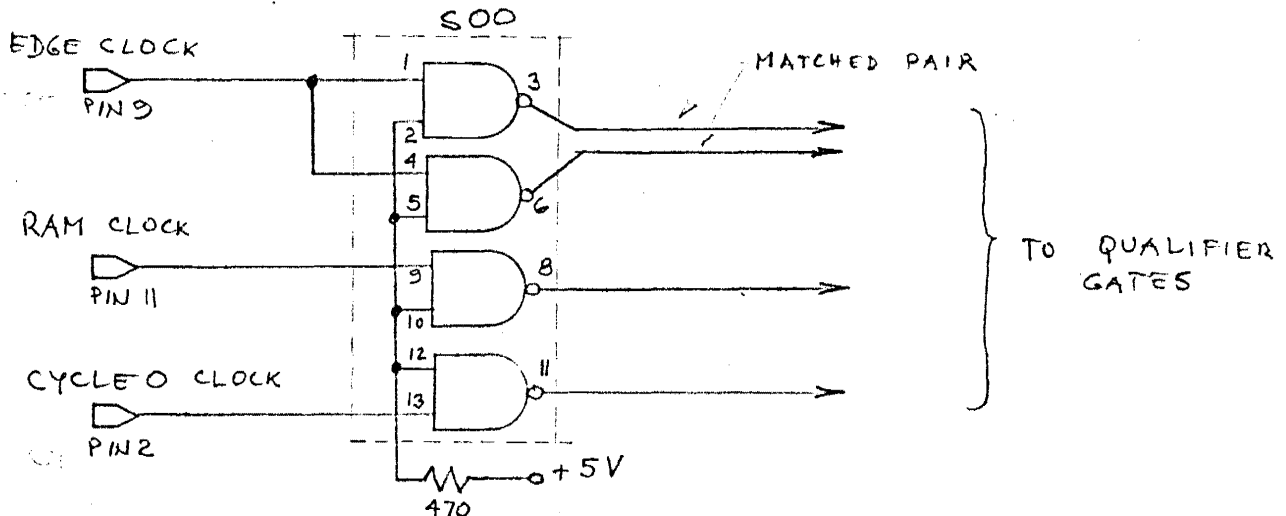 S00
EDGE CLOCK
PIN 9
1
2
3
MATCHED PAIR
4
5
6
RAM CLOCK
PIN 11
9
10
8
TO QUALIFIER
GATES
CYCLE 0 CLOCK
PIN 2
12
13
11
+5V
470